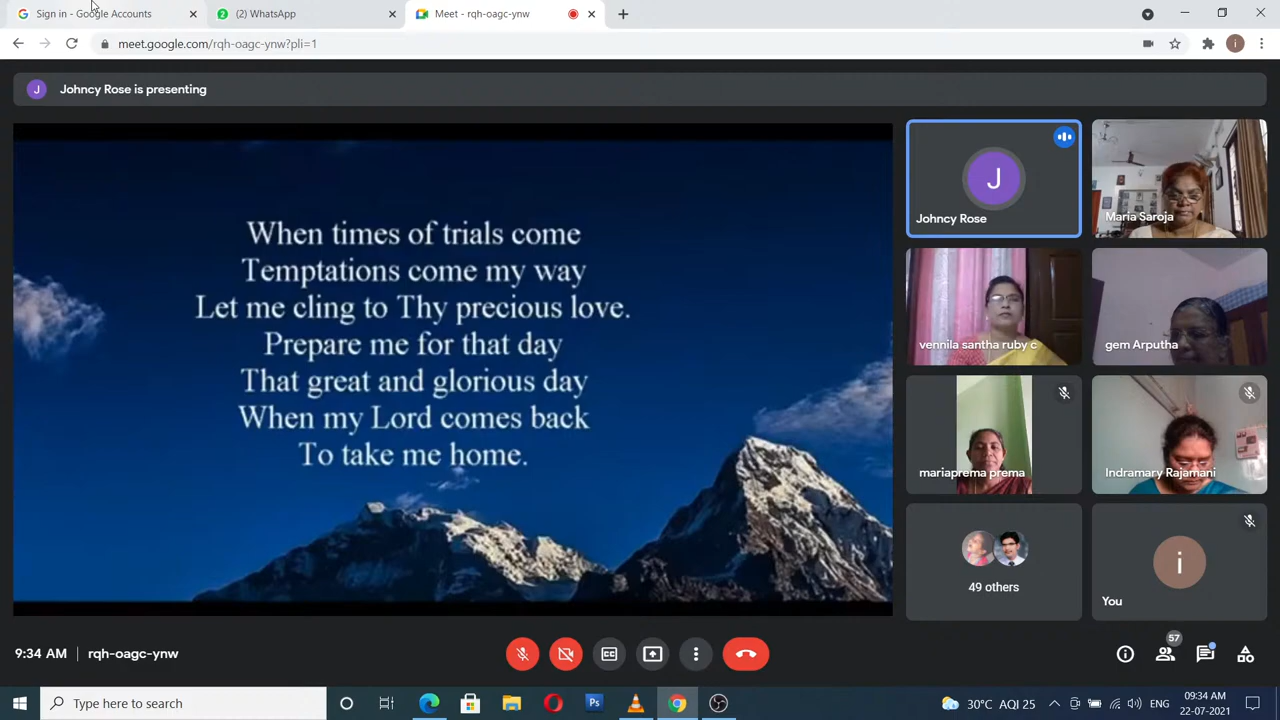 Sign in - Google Accounts
(2) WhatsApp
Meet - rqh-oagc-ynw
meet.google.com/rqh-oagc-ynw?pli=1
i
J
Johncy Rose is presenting
When times of trials come
Temptations come my way
Let me cling to Thy precious love.
Prepare me for that day
That great and glorious day
When my Lord comes back
To take me home.
J
Johncy Rose
Maria Saroja
vennila santha ruby c
gem Arputha
mariaprema prema
Indramary Rajamani
49 others
i
You
9:34 AM | rqh-oagc-ynw
CC
57
Type here to search
Ps
30°C AQI 25
ENG
09:34 AM
22-07-2021